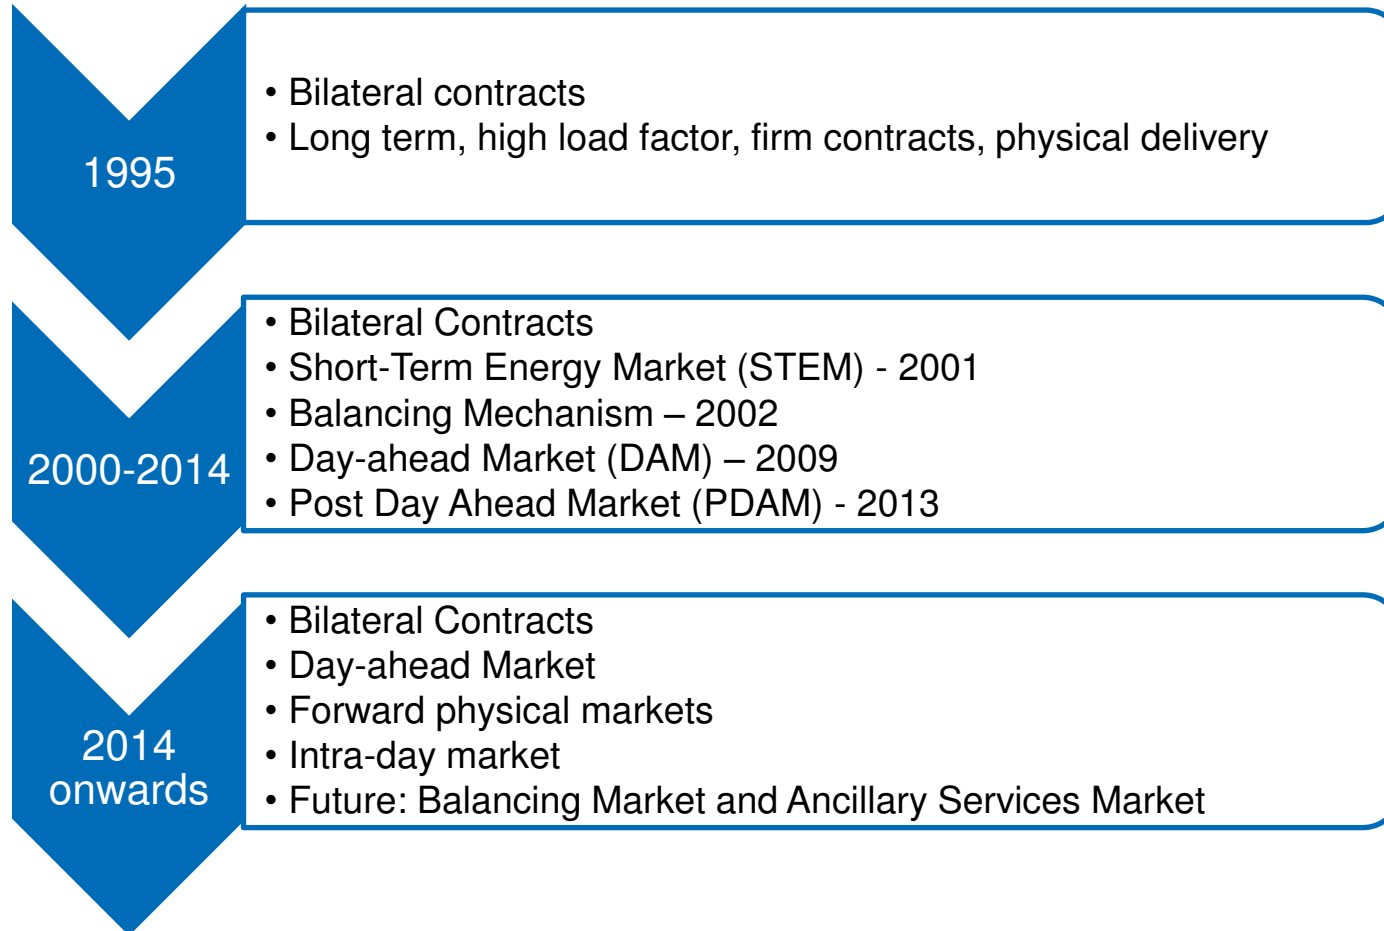 1995
• Bilateral contracts
• Long term, high load factor, firm contracts, physical delivery
2000-2014
• Bilateral Contracts
• Short-Term Energy Market (STEM) - 2001
• Balancing Mechanism – 2002
• Day-ahead Market (DAM) – 2009
• Post Day Ahead Market (PDAM) - 2013
2014
onwards
• Bilateral Contracts
• Day-ahead Market
• Forward physical markets
• Intra-day market
• Future: Balancing Market and Ancillary Services Market